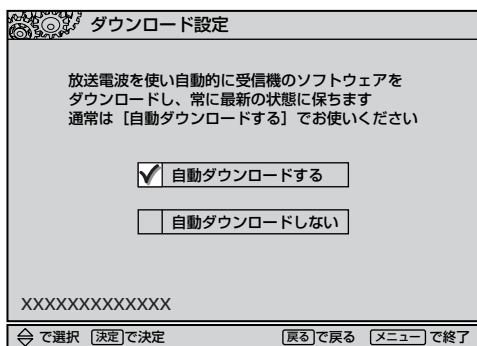 ダウンロード設定
放送電波を使い自動的に受信機のソフトウェアを
ダウンロードし、常に最新の状態に保ちます
通常は［自動ダウンロードする］でお使いください
自動ダウンロードする
自動ダウンロードしない
XXXXXXXXXXXXX
で選択 決定で決定 戻るで戻る メニューで終了